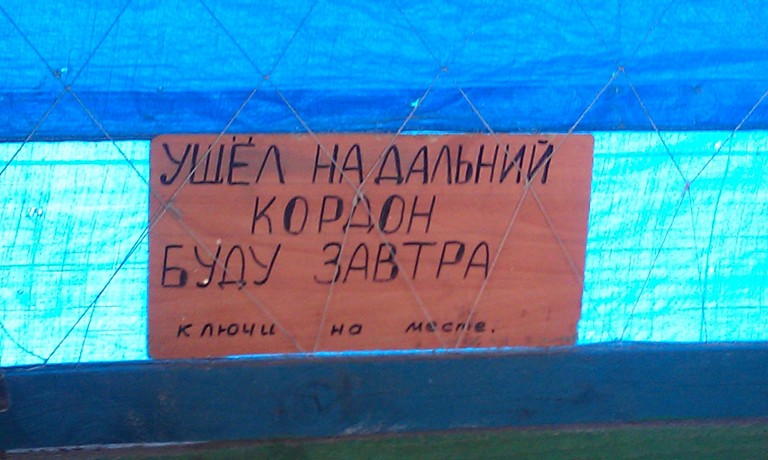 УШЁЛ НА ДАЛЬНИЙ
КОРДОН
БУДУ ЗАВТРА
ключи на месте.